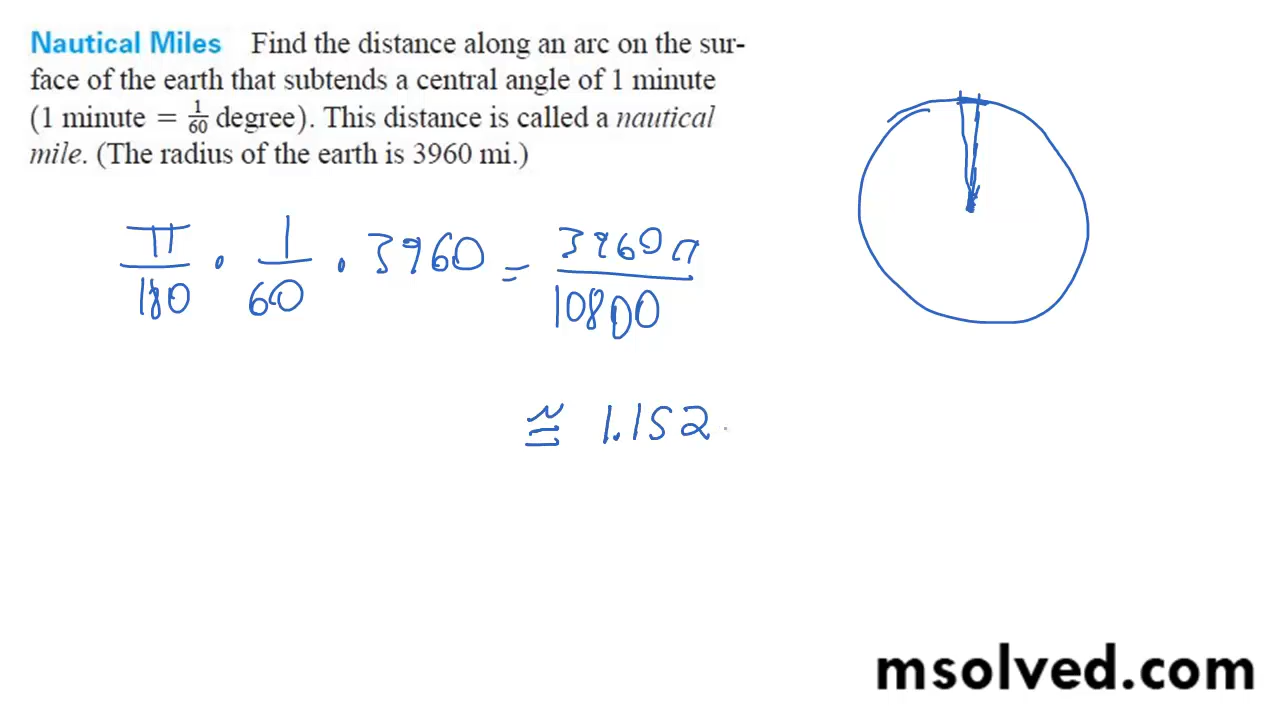 Nautical Miles Find the distance along an arc on the sur-
face of the earth that subtends a central angle of 1 minute
(1 minute = 1/60 degree). This distance is called a nautical
mile. (The radius of the earth is 3960 mi.)
π/180 · 1/60 · 3960 = 3960π/10800
≅ 1.152
msolved.com